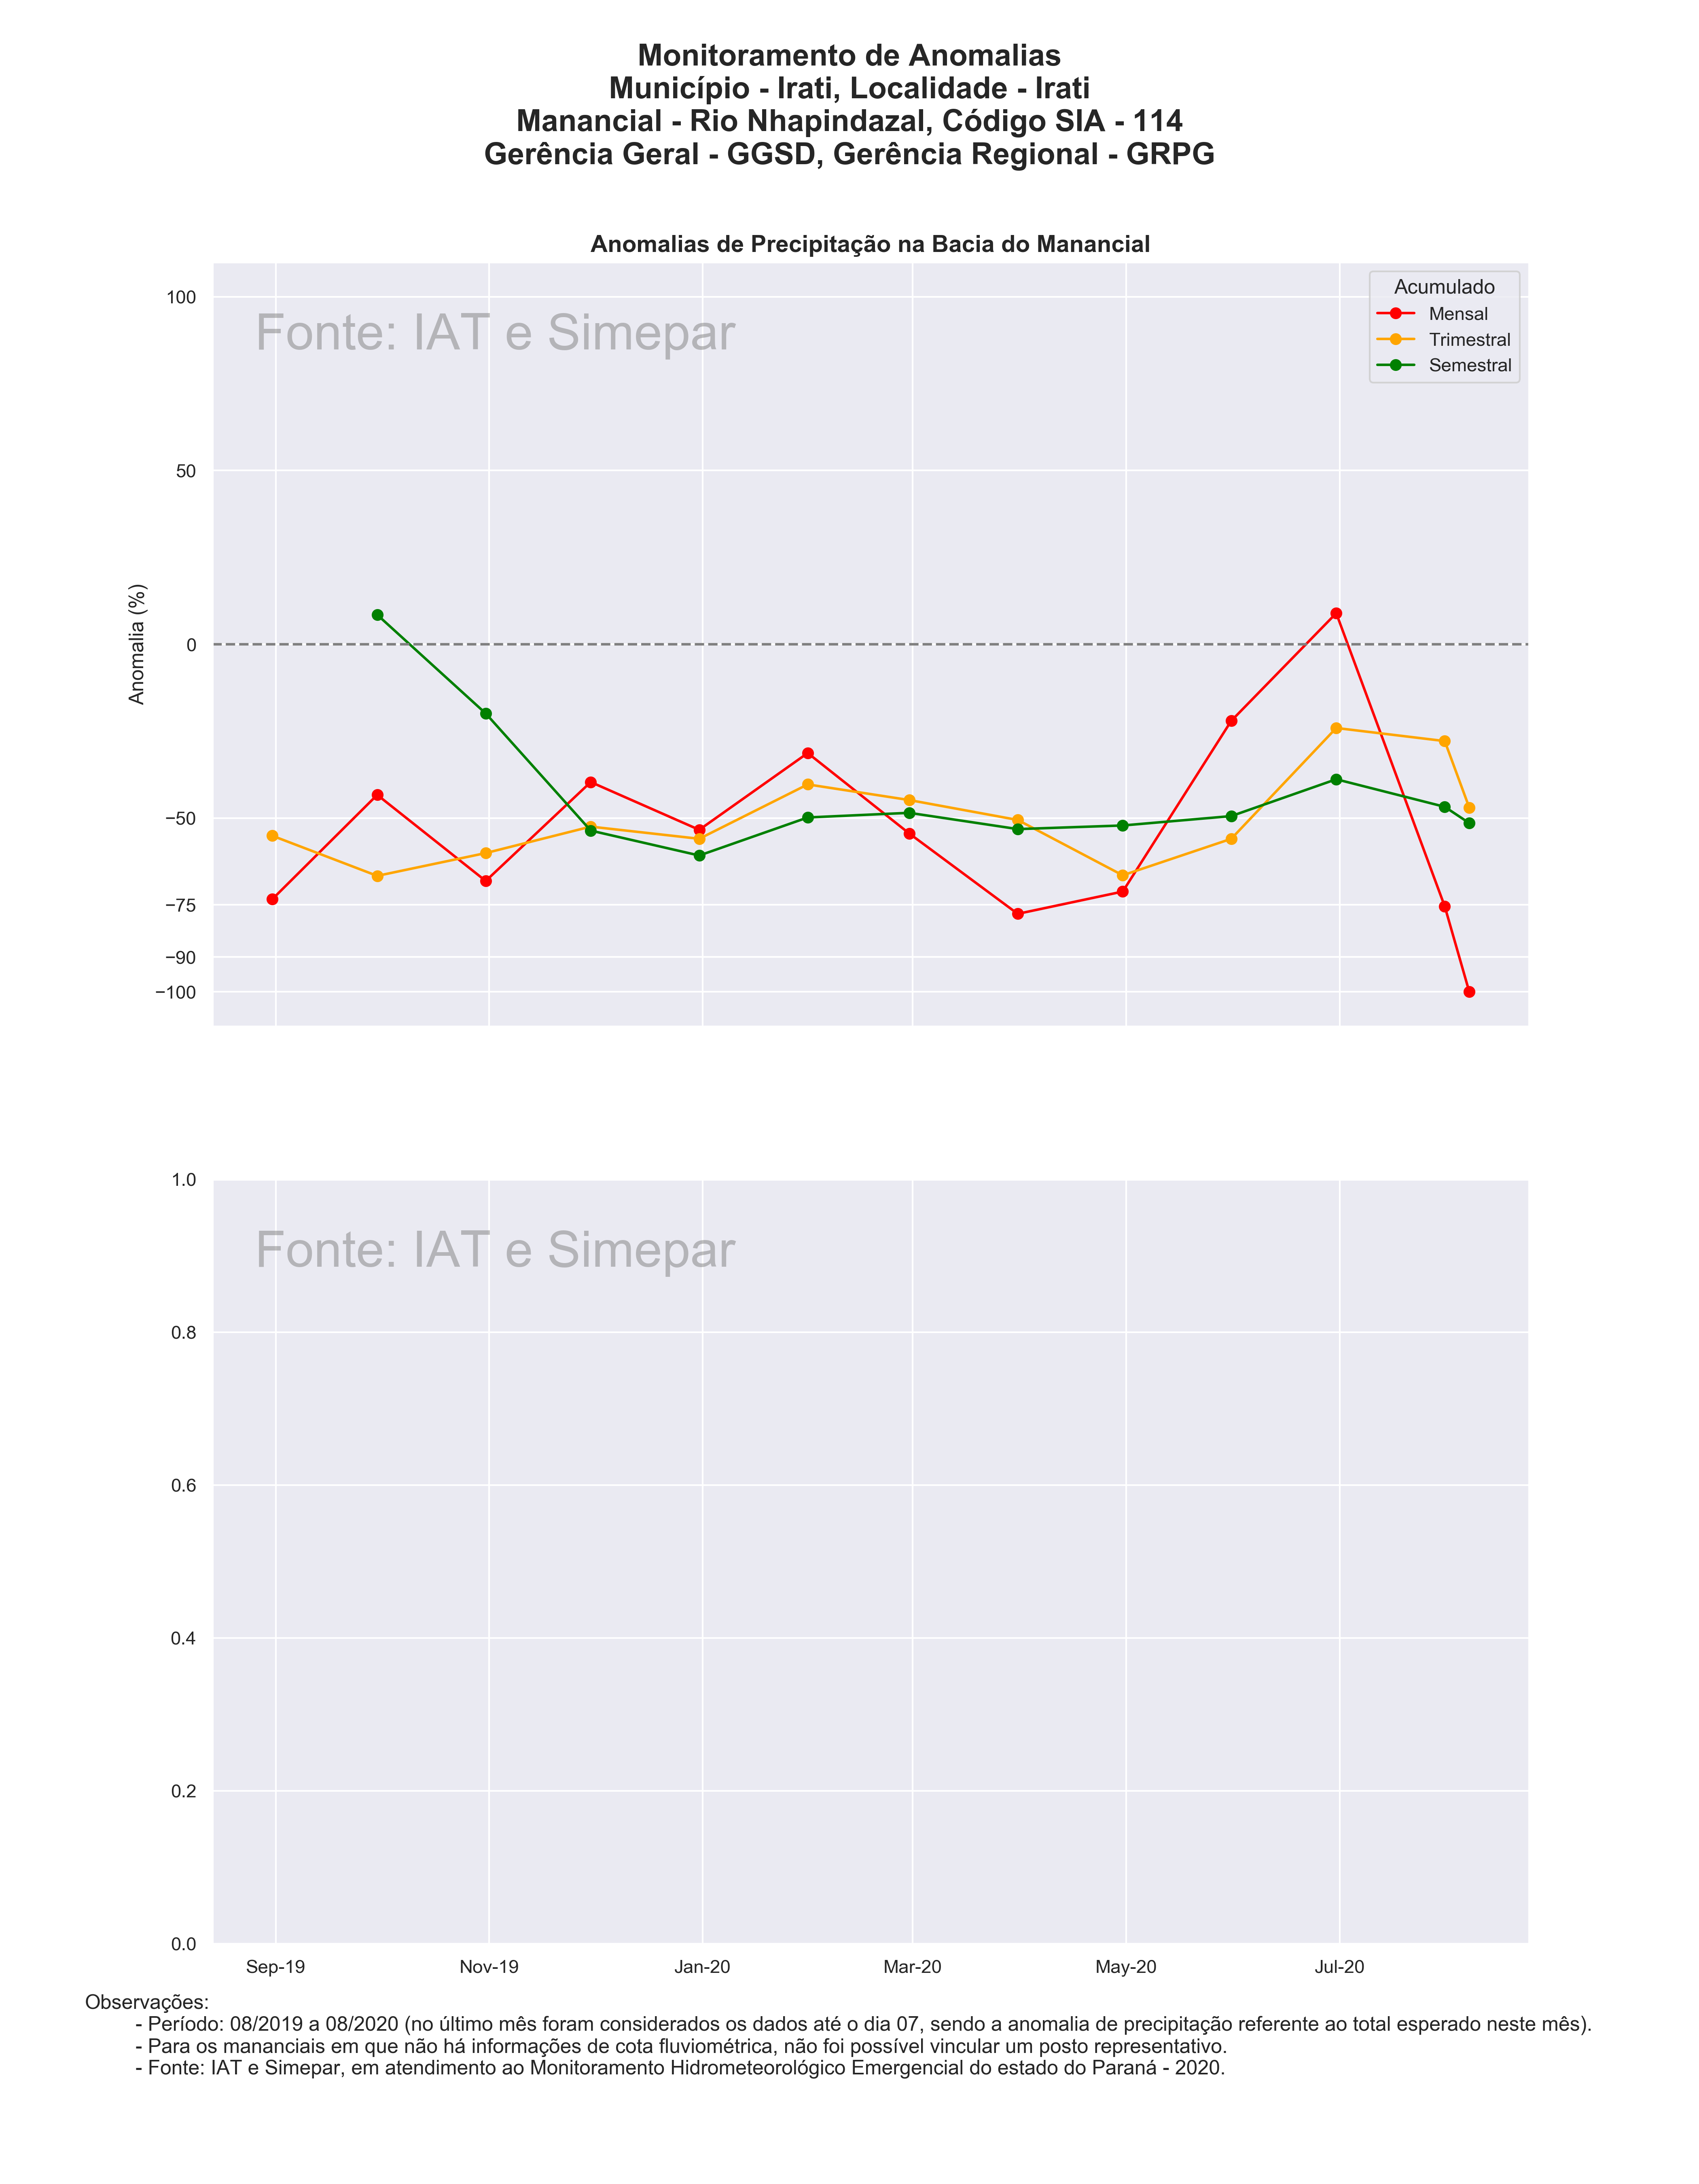 Monitoramento de Anomalias
Município - Irati, Localidade - Irati
Manancial - Rio Nhapindazal, Código SIA - 114
Gerência Geral - GGSD, Gerência Regional - GRPG
Anomalias de Precipitação na Bacia do Manancial
Fonte: IAT e Simepar
Acumulado
Mensal
Trimestral
Semestral
100
50
0
−50
−75
−90
−100
Anomalia (%)
Fonte: IAT e Simepar
1.0
0.8
0.6
0.4
0.2
0.0
Sep-19 Nov-19 Jan-20 Mar-20 May-20 Jul-20
Observações:
- Período: 08/2019 a 08/2020 (no último mês foram considerados os dados até o dia 07, sendo a anomalia de precipitação referente ao total esperado neste mês).
- Para os mananciais em que não há informações de cota fluviométrica, não foi possível vincular um posto representativo.
- Fonte: IAT e Simepar, em atendimento ao Monitoramento Hidrometeorológico Emergencial do estado do Paraná - 2020.